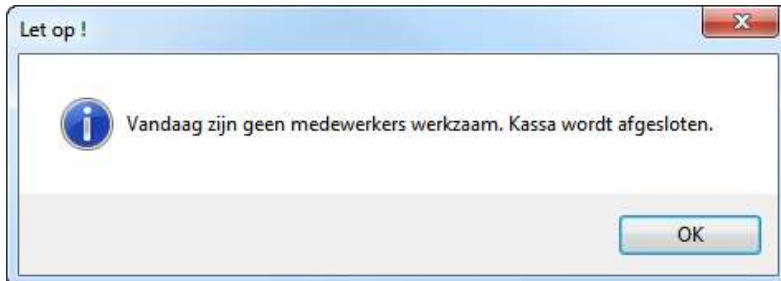 Let op !
Vandaag zijn geen medewerkers werkzaam. Kassa wordt afgesloten.
OK